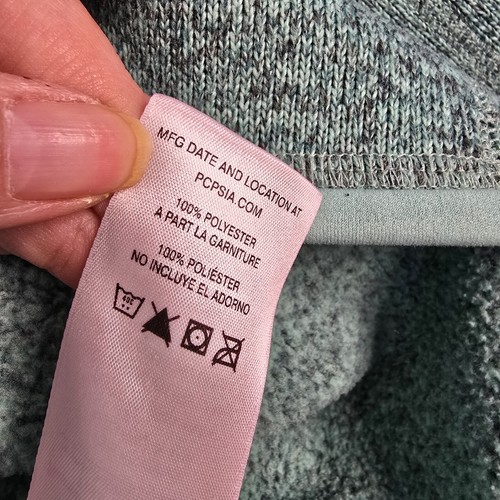 MFG DATE AND LOCATION AT
PCPSIA.COM
100% POLYESTER
A PART LA GARNITURE
100% POLIÉSTER
NO INCLUYE EL ADORNO